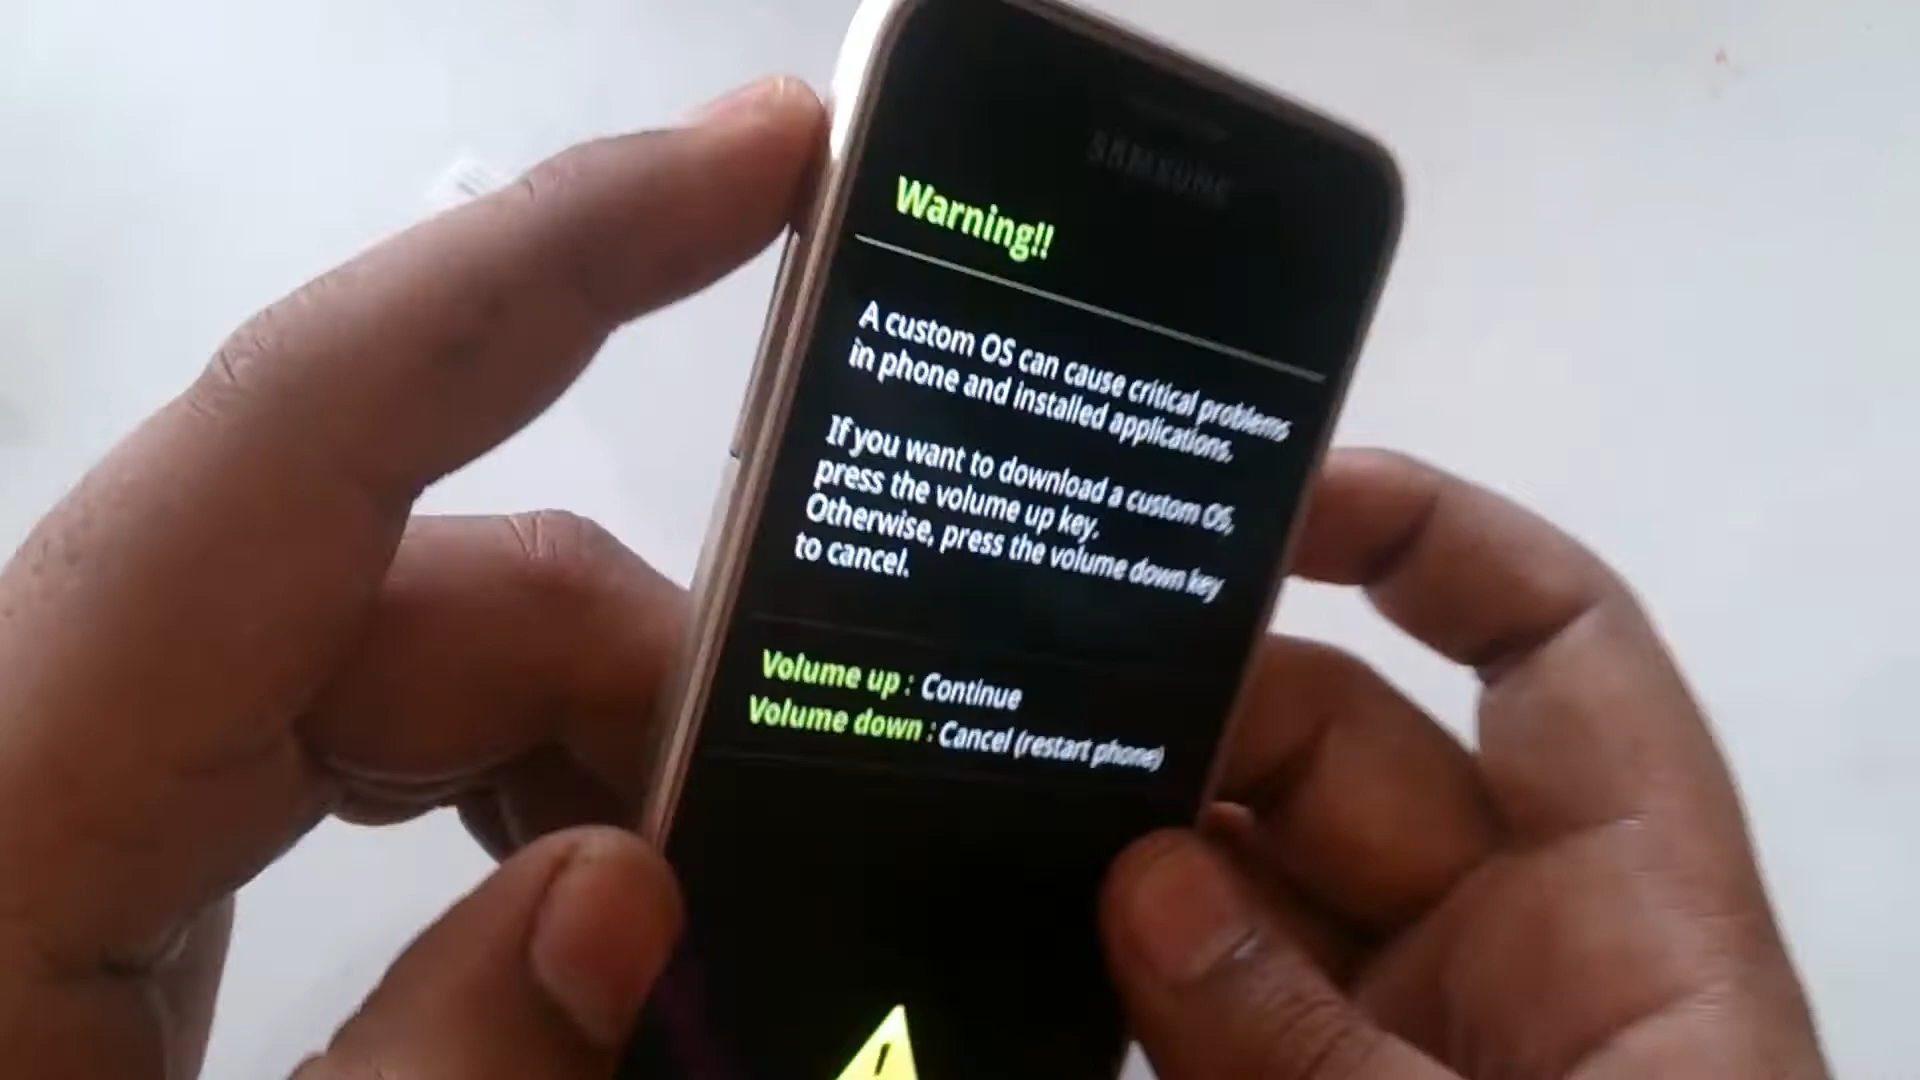 SAMSUNG
Warning!!
A custom OS can cause critical problems
in phone and installed applications.
If you want to download a custom OS,
press the volume up key.
Otherwise, press the volume down key
to cancel.
Volume up : Continue
Volume down : Cancel (restart phone)
!